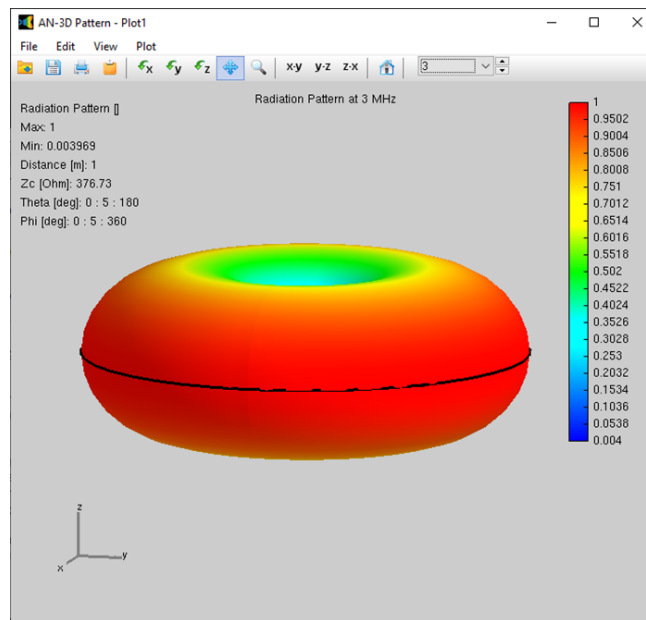 AN-3D Pattern - Plot1
File Edit View Plot
x y z x-y y-z z-x 3
Radiation Pattern at 3 MHz
Radiation Pattern []
Max: 1
Min: 0.003969
Distance [m]: 1
Zc [Ohm]: 376.73
Theta [deg]: 0 : 5 : 180
Phi [deg]: 0 : 5 : 360
1
0.9502
0.9004
0.8506
0.8008
0.751
0.7012
0.6514
0.6016
0.5518
0.502
0.4522
0.4024
0.3526
0.3028
0.253
0.2032
0.1534
0.1036
0.0538
0.004
z
y
x